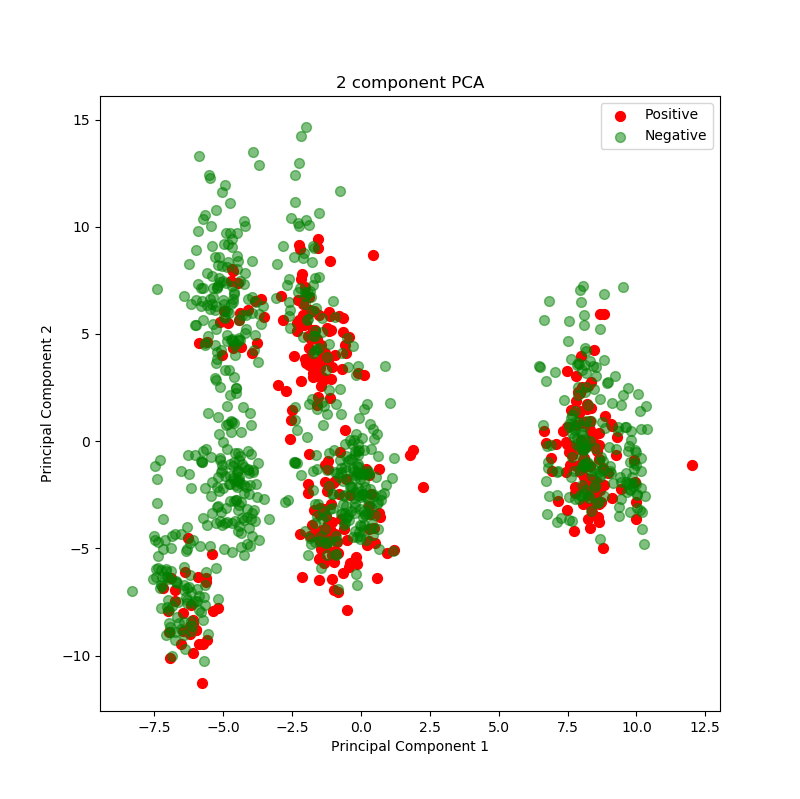 2 component PCA
Positive
Negative
Principal Component 2
15
10
5
0
−5
−10
−7.5 −5.0 −2.5 0.0 2.5 5.0 7.5 10.0 12.5
Principal Component 1